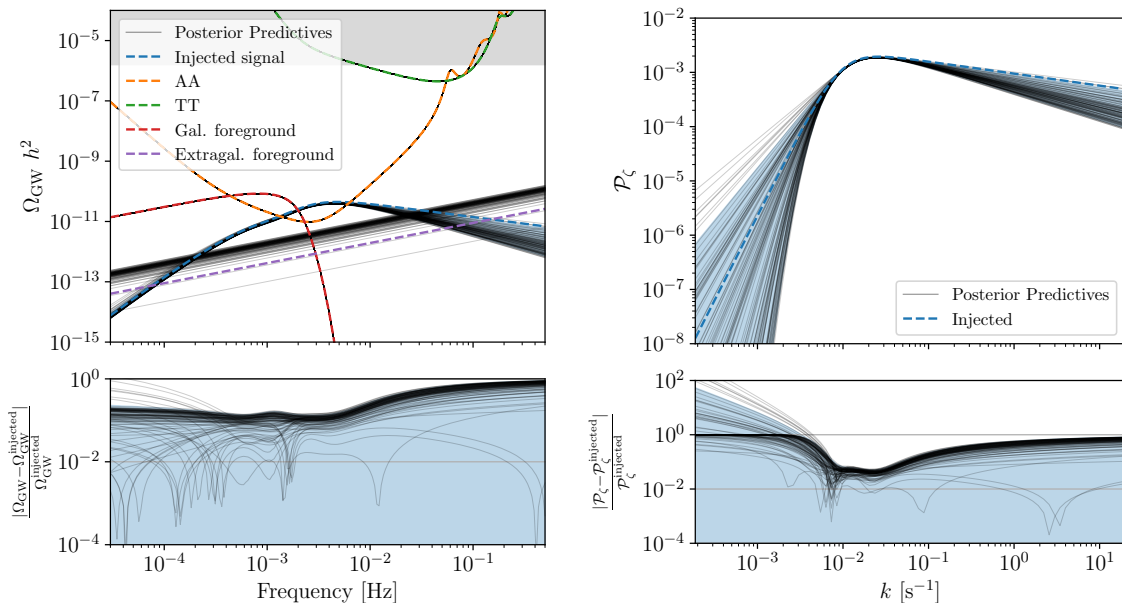 10^{-5}
10^{-7}
10^{-9}
10^{-11}
10^{-13}
10^{-15}
Ω_GW h^2
Posterior Predictives
Injected signal
AA
TT
Gal. foreground
Extragal. foreground
10^{-2}
10^{-3}
10^{-4}
10^{-5}
10^{-6}
10^{-7}
10^{-8}
𝒫_ζ
Posterior Predictives
Injected
10^0
10^{-2}
10^{-4}
|Ω_GW−Ω_GW^injected|
Ω_GW^injected
10^{-4} 10^{-3} 10^{-2} 10^{-1}
Frequency [Hz]
10^2
10^0
10^{-2}
10^{-4}
|𝒫_ζ−𝒫_ζ^injected|
𝒫_ζ^injected
10^{-3} 10^{-2} 10^{-1} 10^0 10^1
k [s^{-1}]